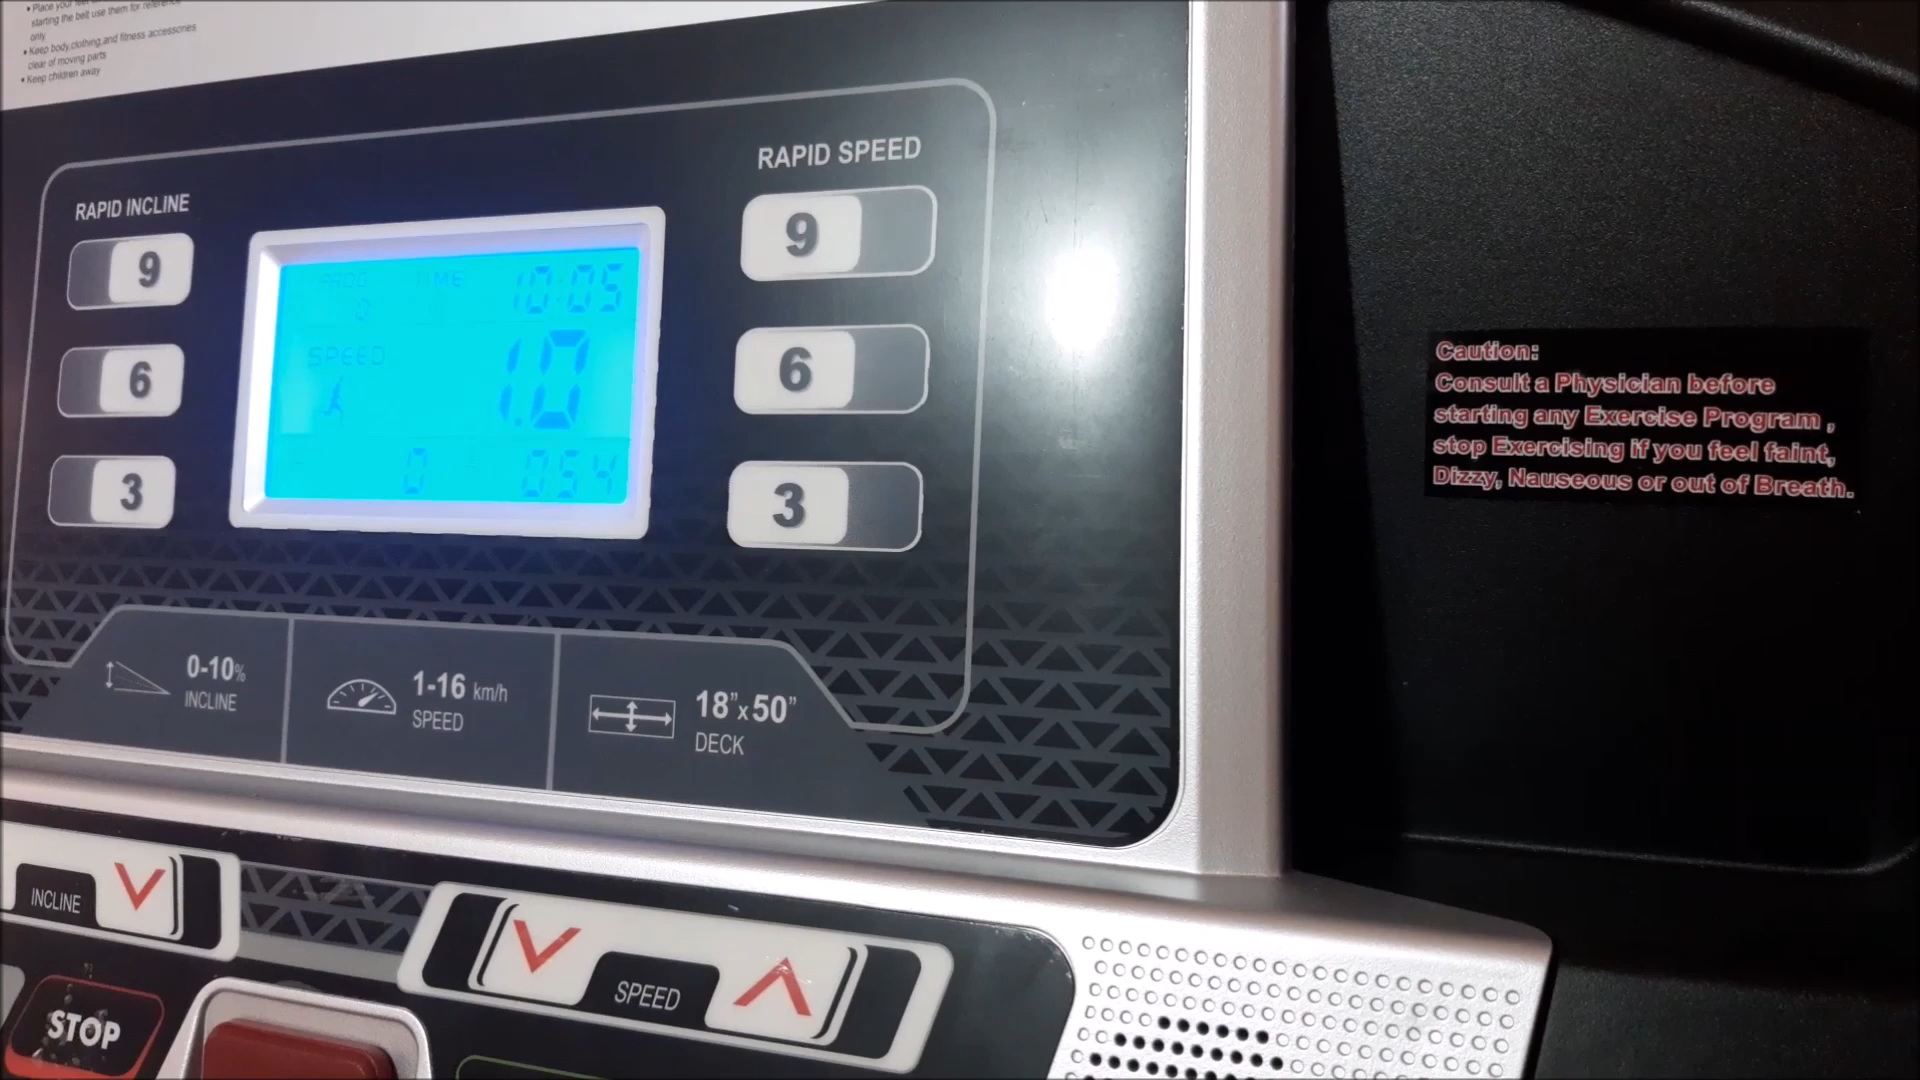 • Place your feet
starting the belt use them for reference
only
• Keep body,clothing,and fitness accessories
clear of moving parts
• Keep children away
RAPID INCLINE
9
6
3
PROG TIME 10:05
0
SPEED 1.0
0 0.54
RAPID SPEED
9
6
3
0-10%
INCLINE
1-16 km/h
SPEED
18"x50"
DECK
INCLINE
SPEED
STOP
Caution:
Consult a Physician before
starting any Exercise Program ,
stop Exercising if you feel faint,
Dizzy, Nauseous or out of Breath.